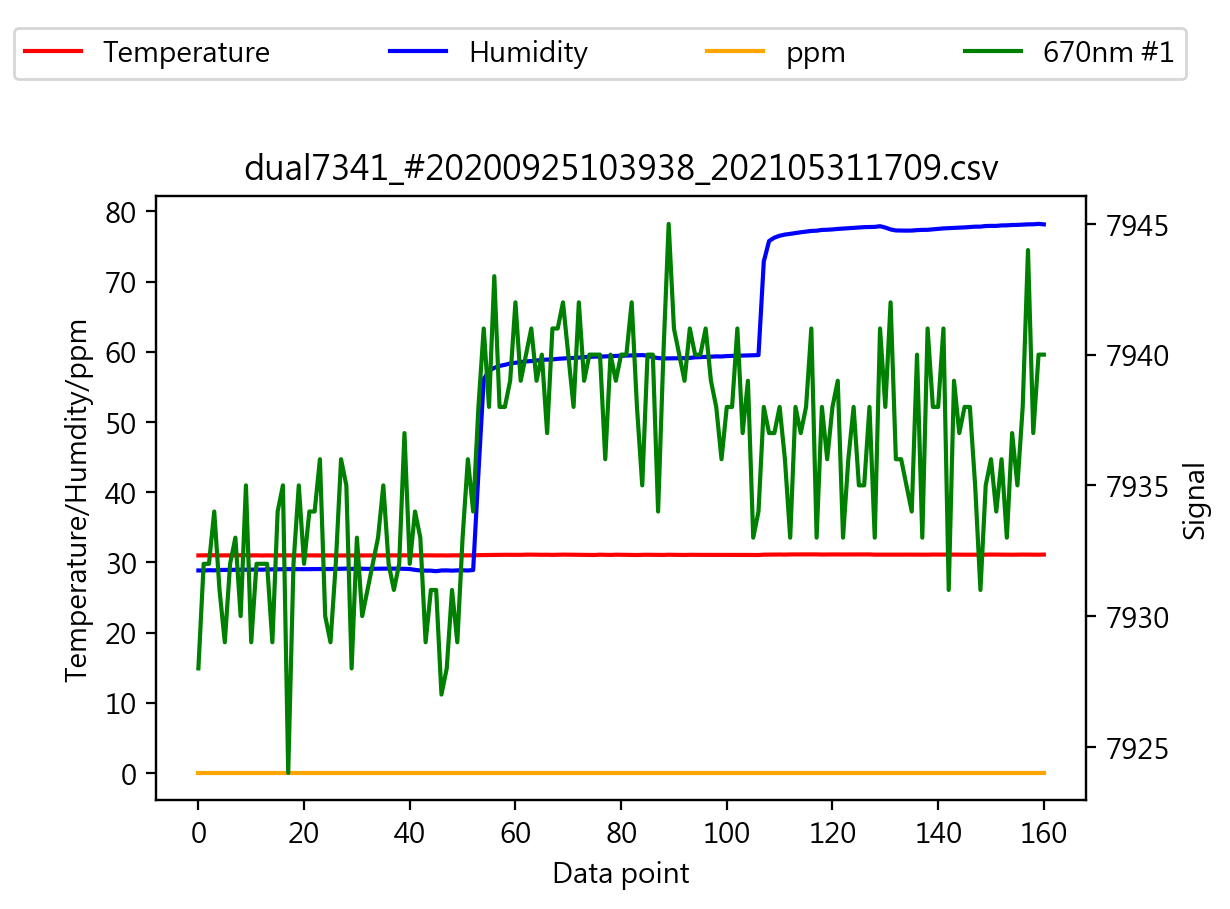 Temperature Humidity ppm 670nm #1
dual7341_#20200925103938_202105311709.csv
Temperature/Humdity/ppm
80
70
60
50
40
30
20
10
0
7945
7940
7935
7930
7925
Signal
0 20 40 60 80 100 120 140 160
Data point